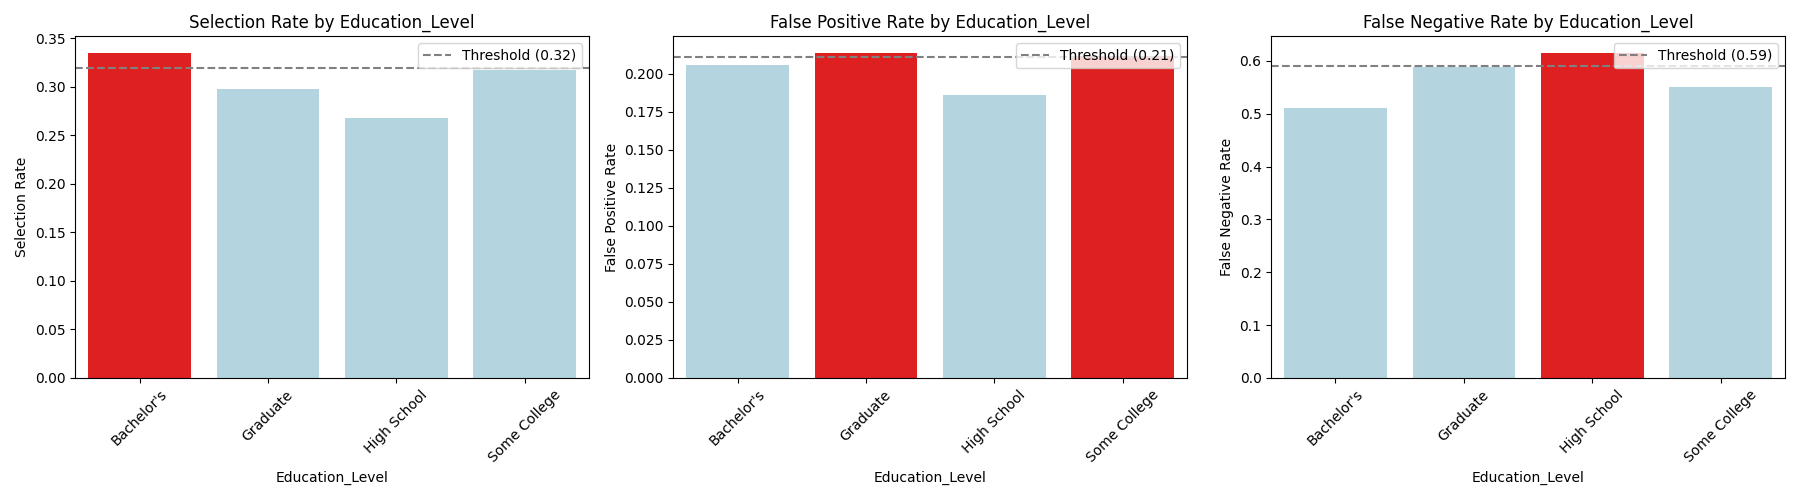 Selection Rate by Education_Level
0.35
0.30
0.25
0.20
0.15
0.10
0.05
0.00
Selection Rate
Threshold (0.32)
Bachelor's
Graduate
High School
Some College
Education_Level
False Positive Rate by Education_Level
0.200
0.175
0.150
0.125
0.100
0.075
0.050
0.025
0.000
False Positive Rate
Threshold (0.21)
Bachelor's
Graduate
High School
Some College
Education_Level
False Negative Rate by Education_Level
0.6
0.5
0.4
0.3
0.2
0.1
0.0
False Negative Rate
Threshold (0.59)
Bachelor's
Graduate
High School
Some College
Education_Level